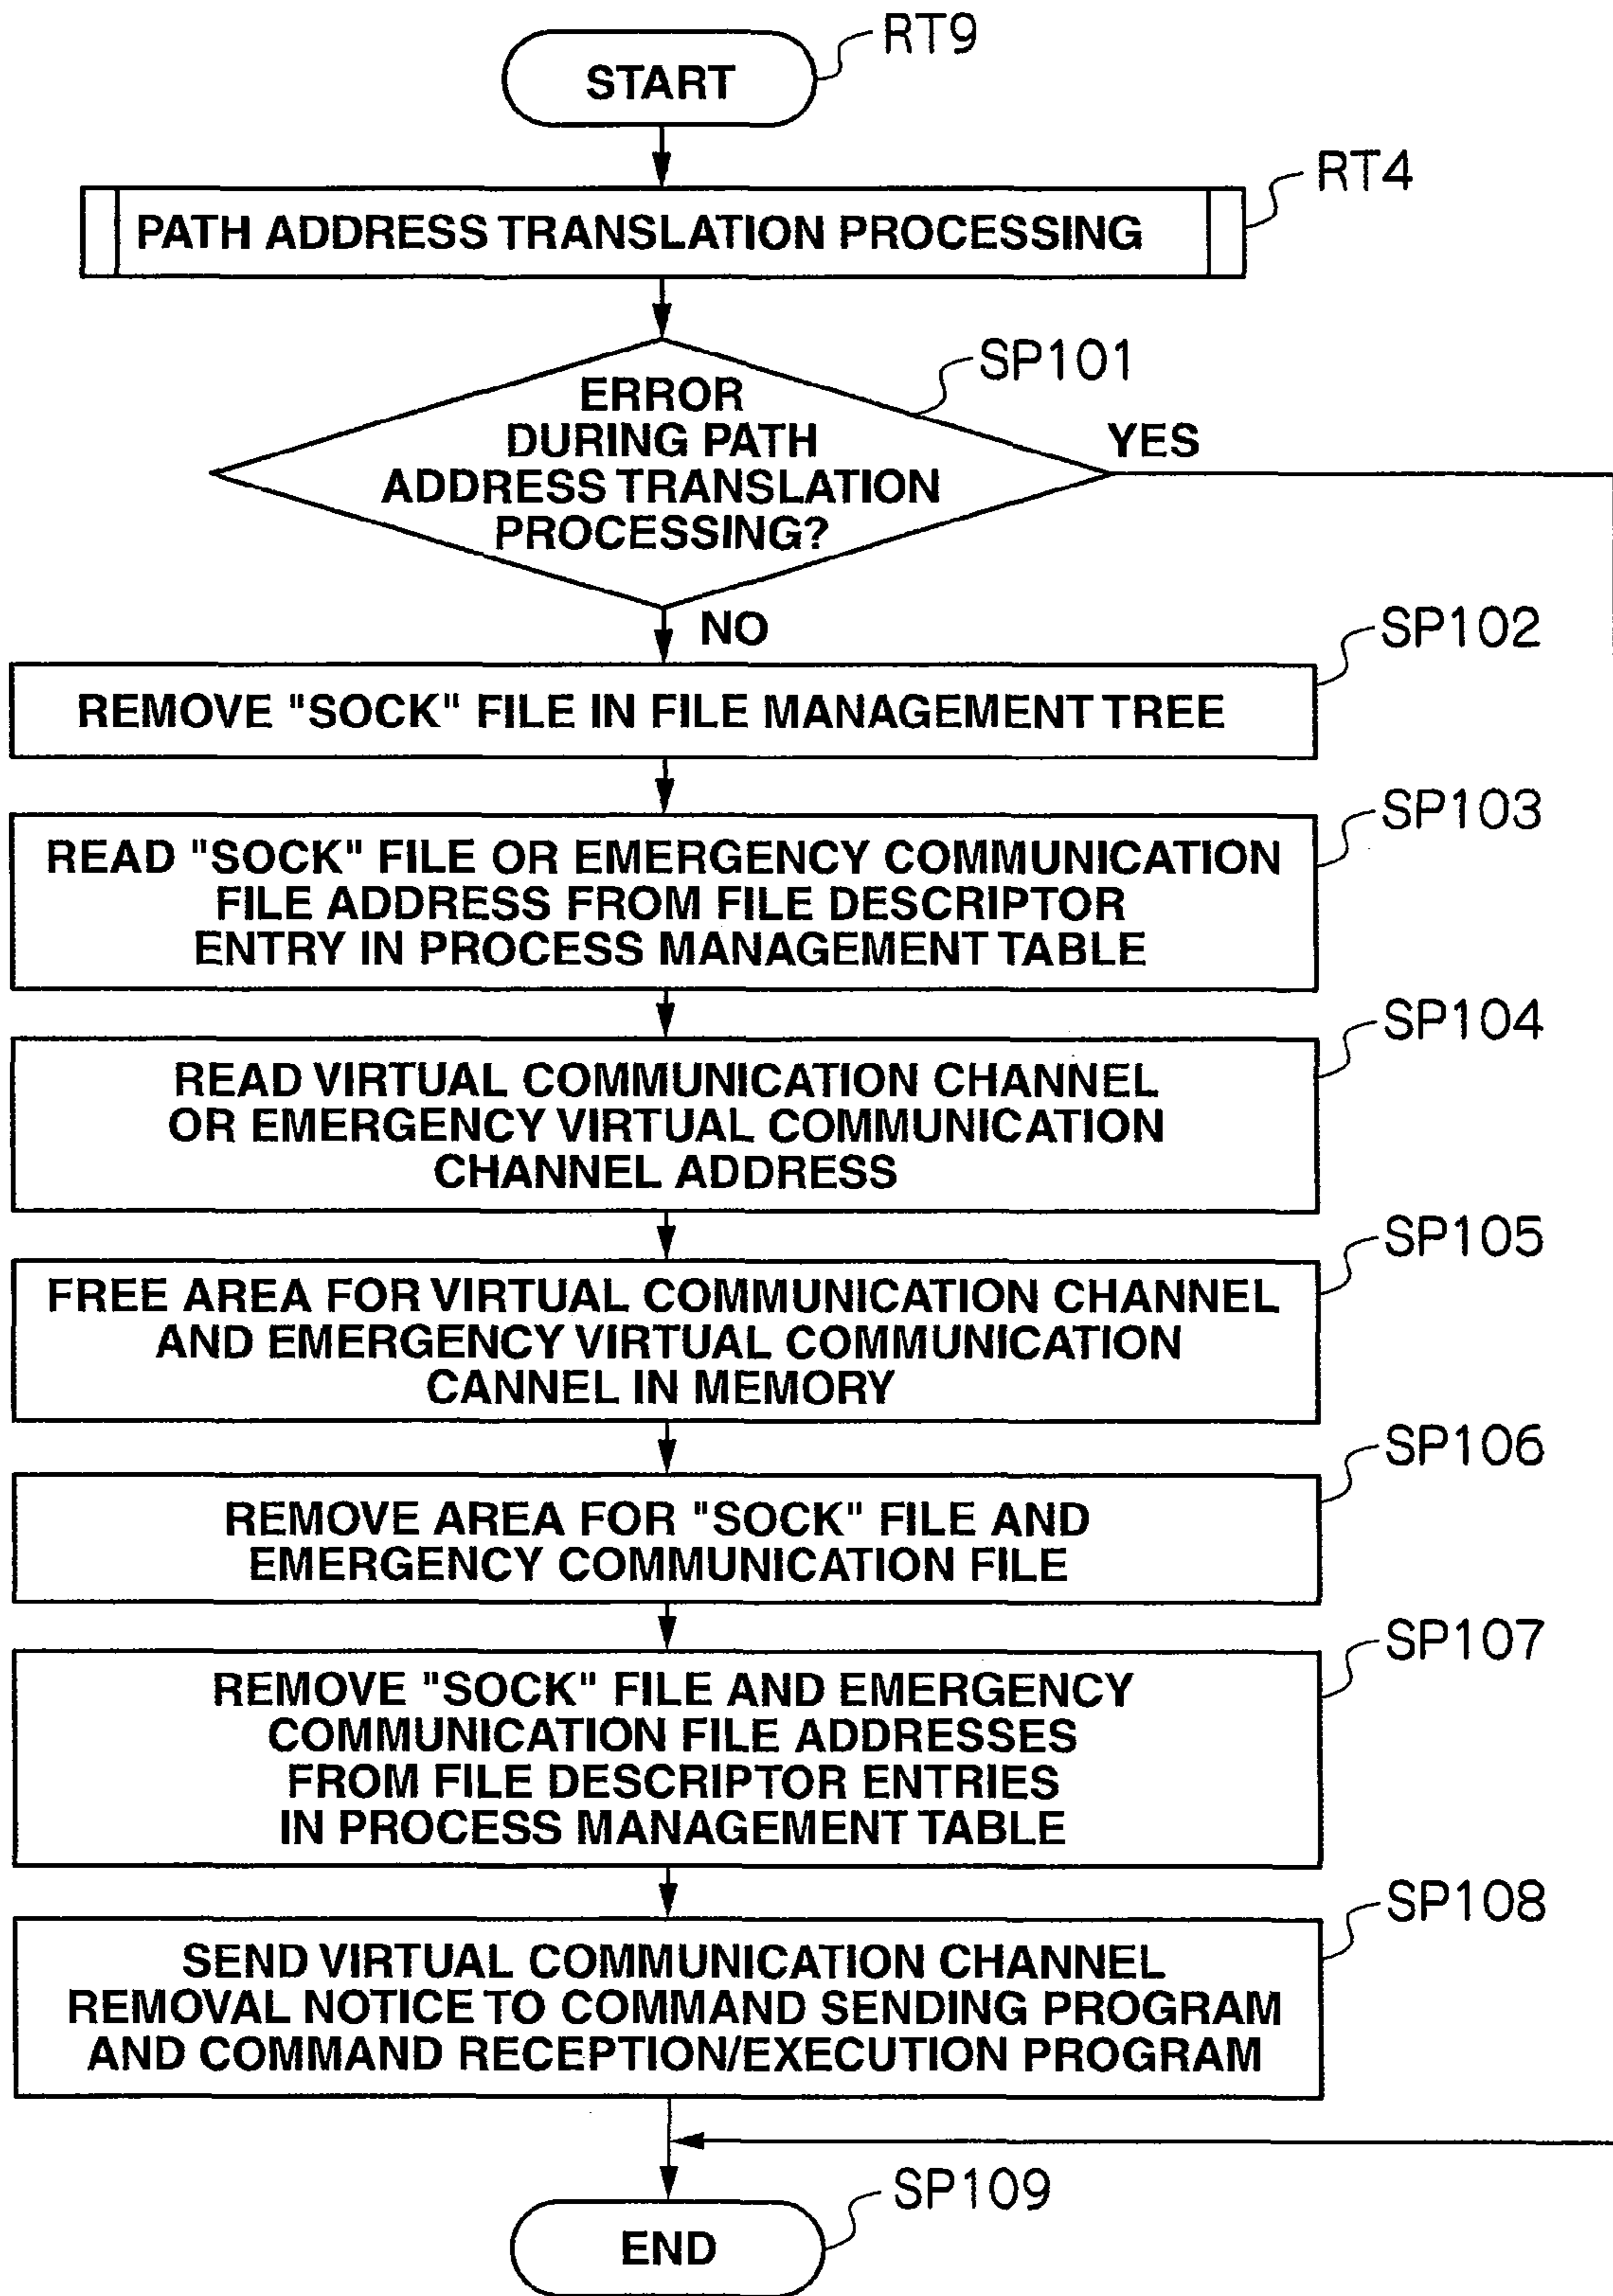 RT9
START
RT4
PATH ADDRESS TRANSLATION PROCESSING
SP101
ERROR
DURING PATH
ADDRESS TRANSLATION
PROCESSING?
YES
NO
SP102
REMOVE "SOCK" FILE IN FILE MANAGEMENT TREE
SP103
READ "SOCK" FILE OR EMERGENCY COMMUNICATION
FILE ADDRESS FROM FILE DESCRIPTOR
ENTRY IN PROCESS MANAGEMENT TABLE
SP104
READ VIRTUAL COMMUNICATION CHANNEL
OR EMERGENCY VIRTUAL COMMUNICATION
CHANNEL ADDRESS
SP105
FREE AREA FOR VIRTUAL COMMUNICATION CHANNEL
AND EMERGENCY VIRTUAL COMMUNICATION
CANNEL IN MEMORY
SP106
REMOVE AREA FOR "SOCK" FILE AND
EMERGENCY COMMUNICATION FILE
SP107
REMOVE "SOCK" FILE AND EMERGENCY
COMMUNICATION FILE ADDRESSES
FROM FILE DESCRIPTOR ENTRIES
IN PROCESS MANAGEMENT TABLE
SP108
SEND VIRTUAL COMMUNICATION CHANNEL
REMOVAL NOTICE TO COMMAND SENDING PROGRAM
AND COMMAND RECEPTION/EXECUTION PROGRAM
SP109
END